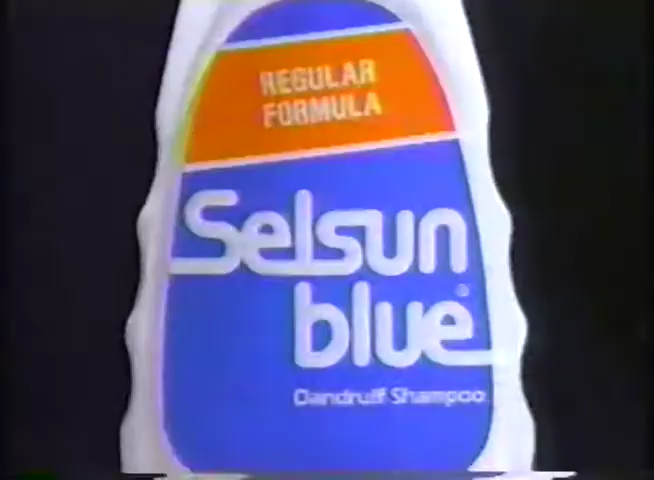 REGULAR
FORMULA
Selsun
blue®
Dandruff Shampoo